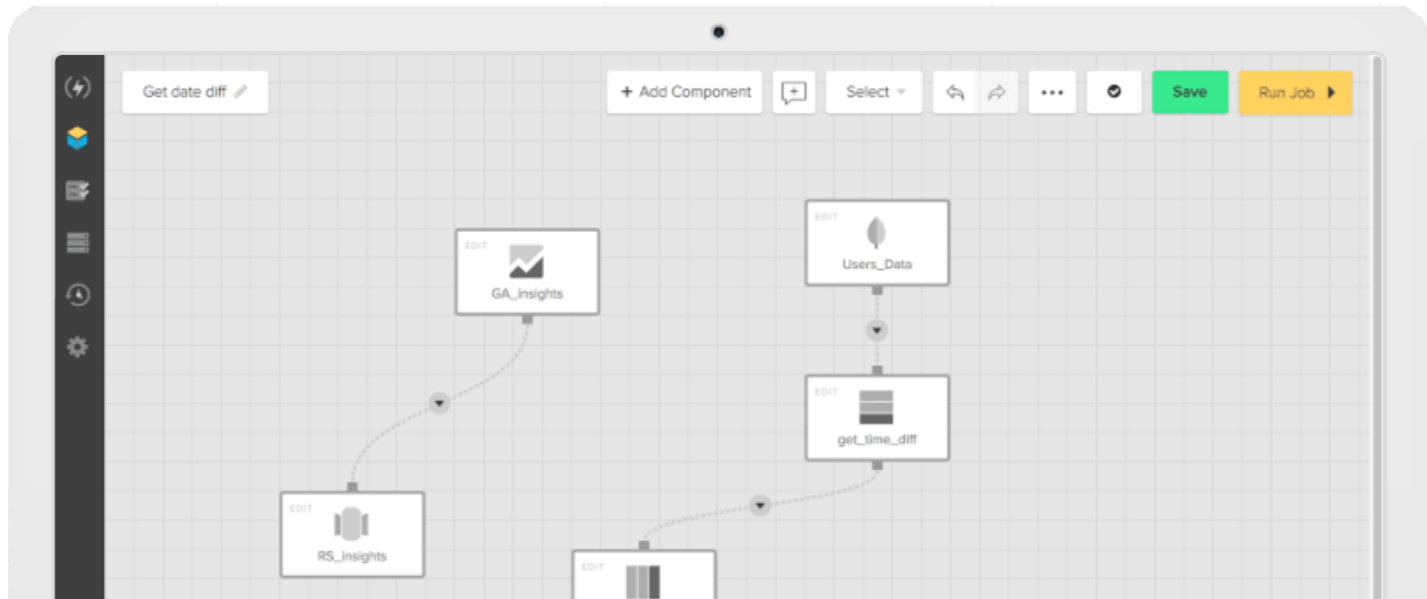 Get date diff
+ Add Component
Select
Save
Run Job
EDIT
Users_Data
EDIT
GA_insights
EDIT
get_time_diff
EDIT
RS_insights
EDIT